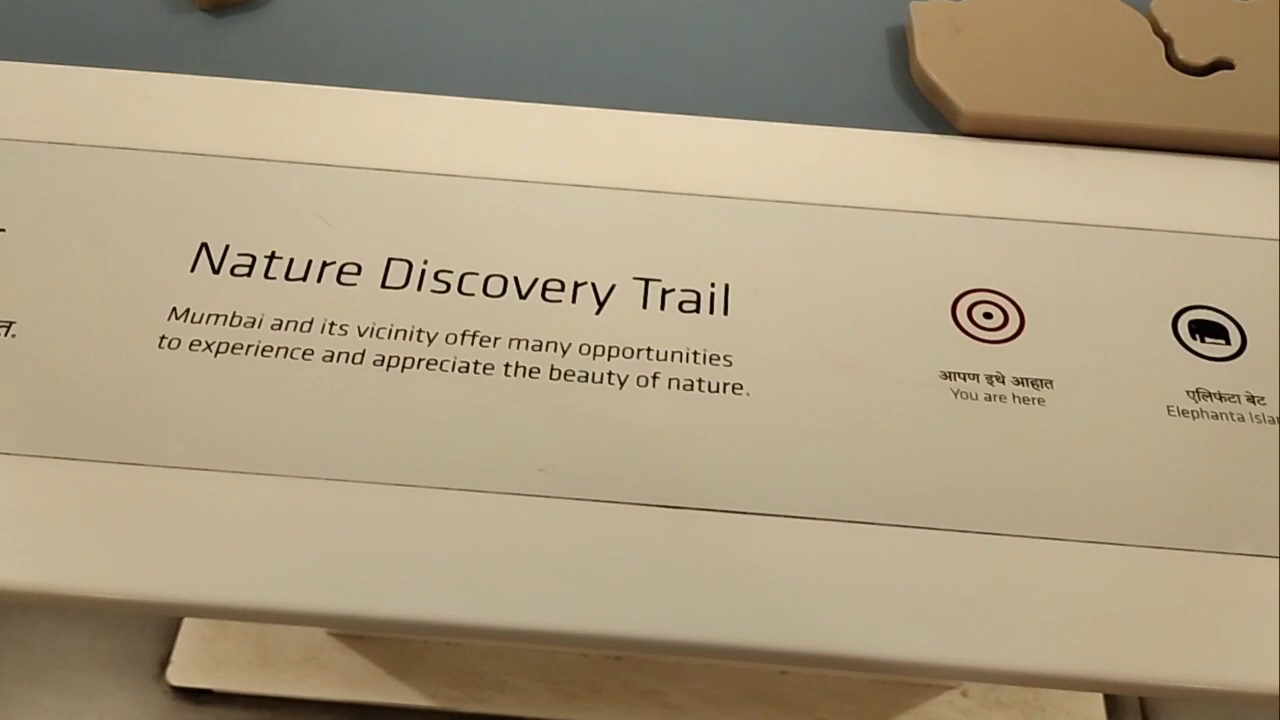 Nature Discovery Trail
Mumbai and its vicinity offer many opportunities
to experience and appreciate the beauty of nature.
आपण इथे आहात
You are here
एलिफंटा बेट
Elephanta